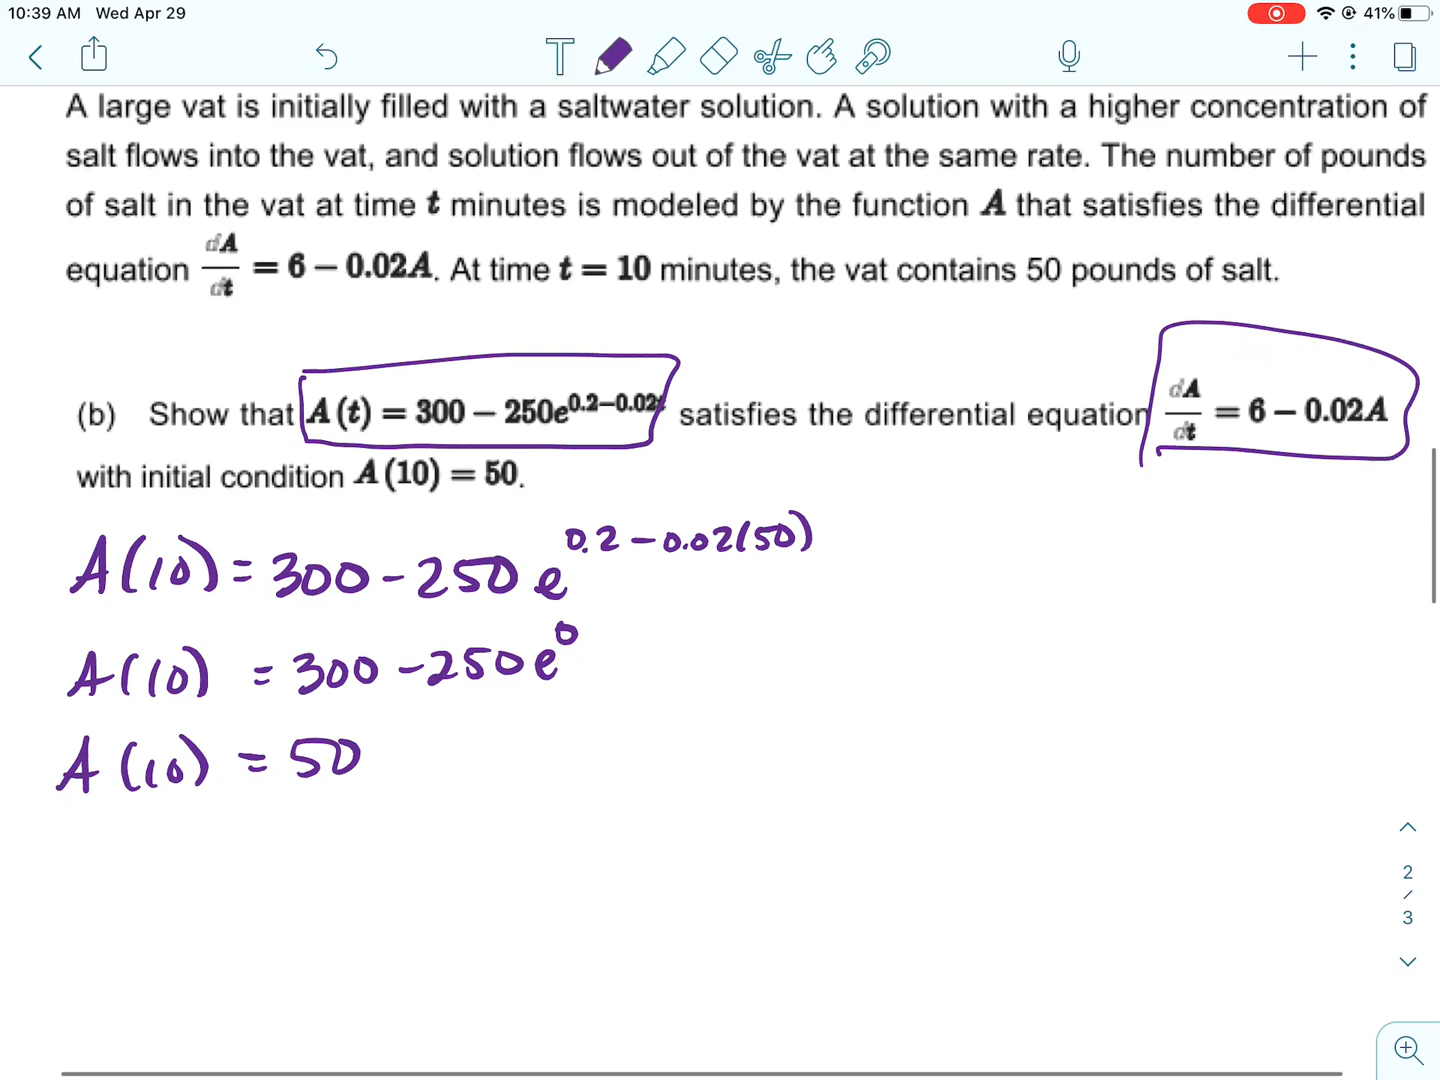 10:39 AM Wed Apr 29
41%
A large vat is initially filled with a saltwater solution. A solution with a higher concentration of
salt flows into the vat, and solution flows out of the vat at the same rate. The number of pounds
of salt in the vat at time t minutes is modeled by the function A that satisfies the differential
equation dA/dt = 6 − 0.02A. At time t = 10 minutes, the vat contains 50 pounds of salt.
(b) Show that A(t) = 300 − 250e^{0.2−0.02t} satisfies the differential equation dA/dt = 6 − 0.02A
with initial condition A(10) = 50.
A(10) = 300 − 250 e^{0.2 − 0.02(50)}
A(10) = 300 − 250e^{0}
A(10) = 50
2
/
3